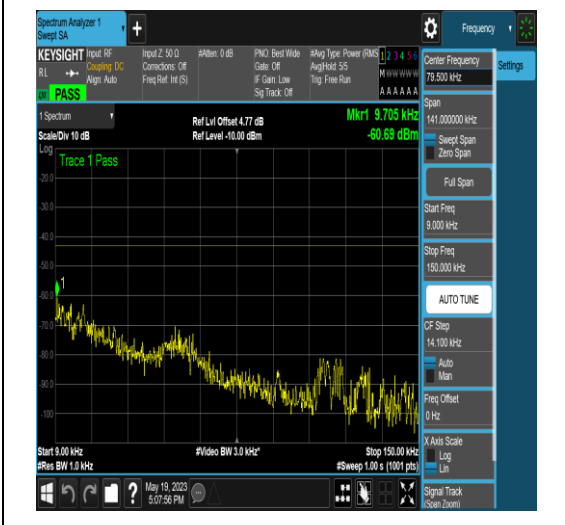 Spectrum Analyzer 1
Swept SA
+
Frequency
KEYSIGHT
RL
PASS
Input: RF
Coupling: DC
Align: Auto
Input Z: 50 Ω
Corrections: Off
Freq Ref: Int (S)
#Atten: 0 dB
PNO: Best Wide
Gate: Off
IF Gain: Low
Sig Track: Off
#Avg Type: Power (RMS
Avg|Hold: 5/5
Trig: Free Run
1 2 3 4 5 6
M W W W W W
A A A A A A
1 Spectrum
Scale/Div 10 dB
Ref Lvl Offset 4.77 dB
Ref Level -10.00 dBm
Mkr1 9.705 kHz
-60.69 dBm
Log
Trace 1 Pass
-20.0
-30.0
-40.0
-50.0
-60.0
-70.0
-80.0
-90.0
-100
1
Start 9.00 kHz
#Res BW 1.0 kHz
#Video BW 3.0 kHz*
Stop 150.00 kHz
#Sweep 1.00 s (1001 pts)
?
May 19, 2023
5:07:56 PM
Center Frequency
79.500 kHz
Settings
Span
141.000000 kHz
Swept Span
Zero Span
Full Span
Start Freq
9.000 kHz
Stop Freq
150.000 kHz
AUTO TUNE
CF Step
14.100 kHz
Auto
Man
Freq Offset
0 Hz
X Axis Scale
Log
Lin
Signal Track
(Span Zoom)